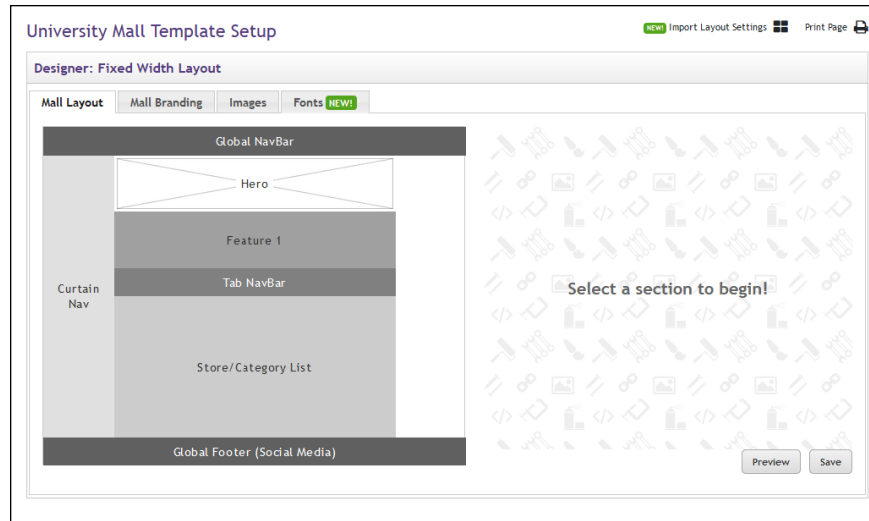 University Mall Template Setup
NEW! Import Layout Settings
Print Page
Designer: Fixed Width Layout
Mall Layout
Mall Branding
Images
Fonts NEW!
Global NavBar
Hero
Feature 1
Tab NavBar
Curtain
Nav
Select a section to begin!
Store/Category List
Global Footer (Social Media)
Preview
Save